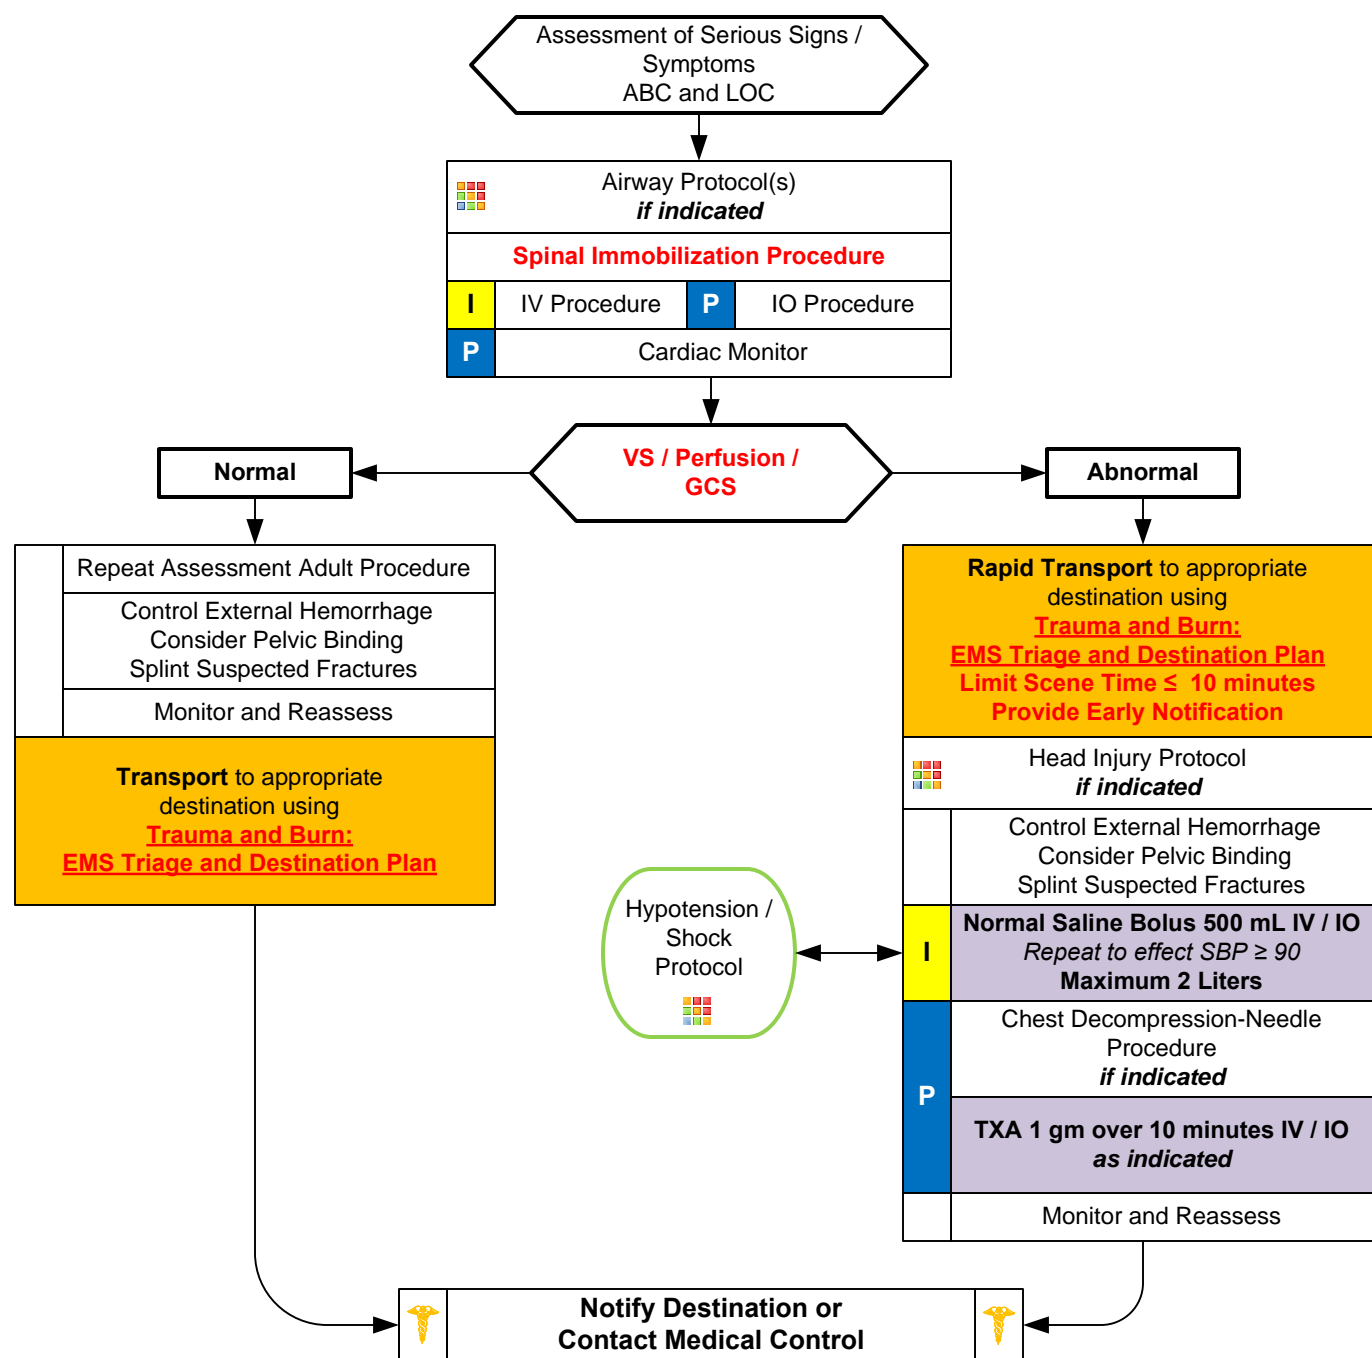 Assessment of Serious Signs /
Symptoms
ABC and LOC
Airway Protocol(s)
if indicated
Spinal Immobilization Procedure
I
IV Procedure
P
IO Procedure
P
Cardiac Monitor
VS / Perfusion /
GCS
Normal
Abnormal
Repeat Assessment Adult Procedure
Control External Hemorrhage
Consider Pelvic Binding
Splint Suspected Fractures
Monitor and Reassess
Transport to appropriate
destination using
Trauma and Burn:
EMS Triage and Destination Plan
Rapid Transport to appropriate
destination using
Trauma and Burn:
EMS Triage and Destination Plan
Limit Scene Time ≤ 10 minutes
Provide Early Notification
Head Injury Protocol
if indicated
Control External Hemorrhage
Consider Pelvic Binding
Splint Suspected Fractures
Hypotension /
Shock
Protocol
I
Normal Saline Bolus 500 mL IV / IO
Repeat to effect SBP ≥ 90
Maximum 2 Liters
P
Chest Decompression-Needle
Procedure
if indicated
TXA 1 gm over 10 minutes IV / IO
as indicated
Monitor and Reassess
Notify Destination or
Contact Medical Control